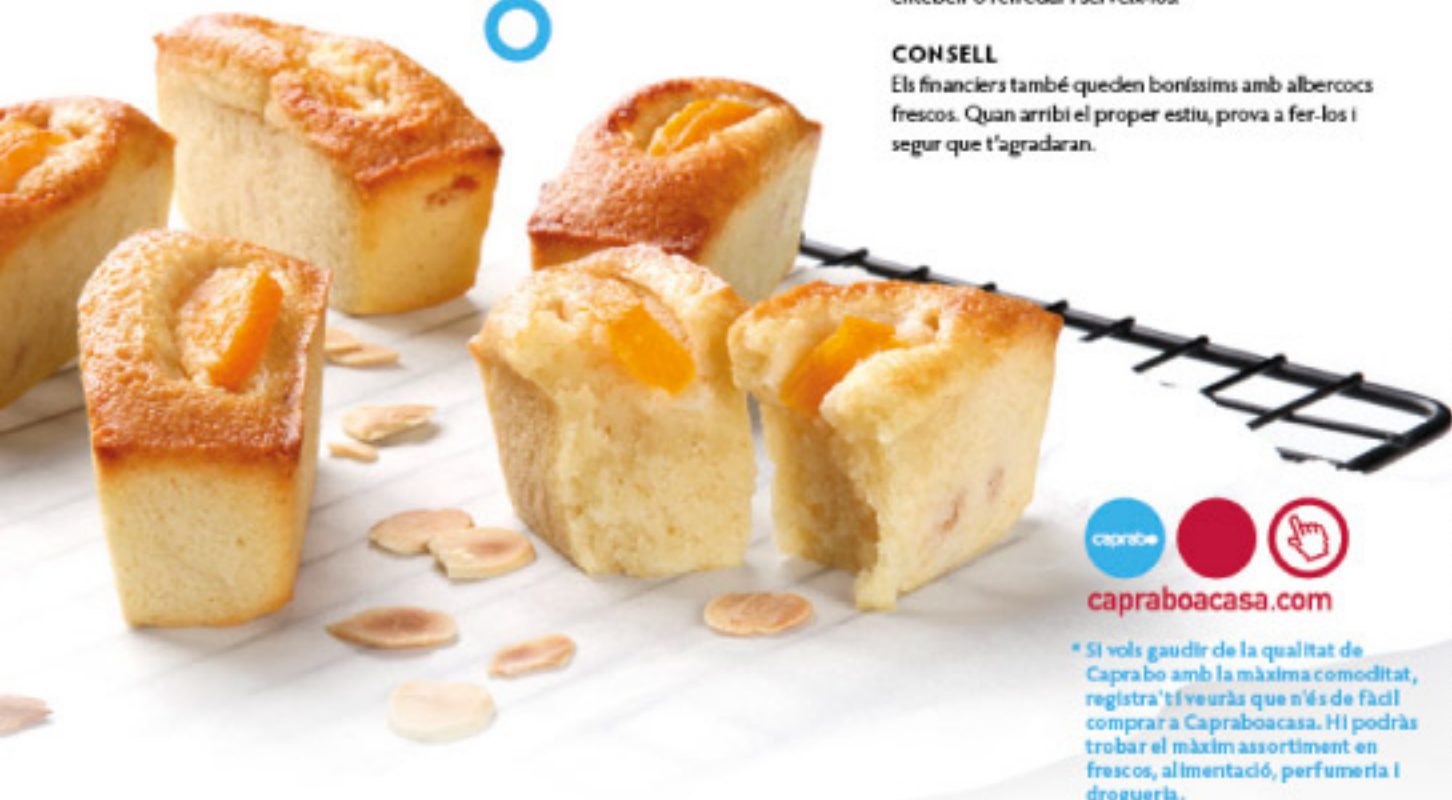 CONSELL
Els financiers també queden boníssims amb albercocs
frescos. Quan arribi el proper estiu, prova a fer-los i
segur que t'agradaran.
caprabo
capraboacasa.com
* Si vols gaudir de la qualitat de
Caprabo amb la màxima comoditat,
registra't i veuràs que n'és de fàcil
comprar a Capraboacasa. Hi podràs
trobar el màxim assortiment en
frescos, alimentació, perfumeria i
drogueria.